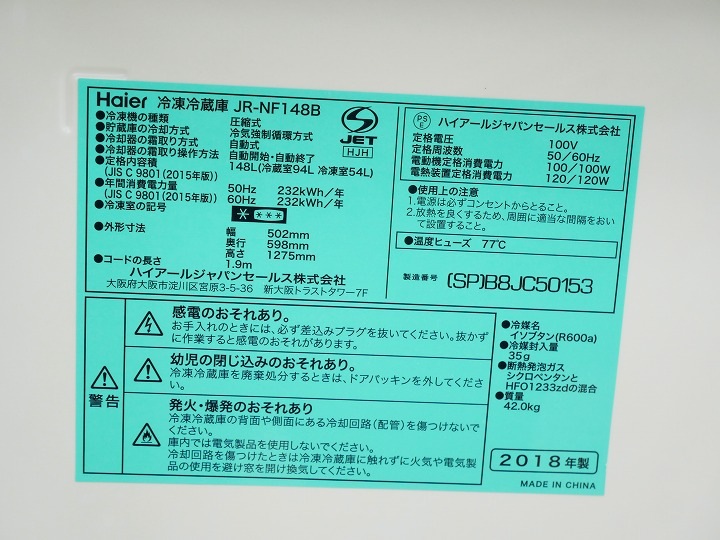 Haier 冷凍冷蔵庫 JR-NF148B
●冷凍機の種類 圧縮式
●貯蔵庫の冷却方式 冷気強制循環方式
●冷却器の霜取り方式 自動式
●冷却器の霜取り操作方法 自動開始・自動終了
●定格内容積 148L(冷蔵室94L 冷凍室54L)
(JIS C 9801(2015年版))
●年間消費電力量 50Hz 232kWh/年
(JIS C 9801(2015年版)) 60Hz 232kWh/年
●冷凍室の記号
●外形寸法 幅 502mm
奥行 598mm
高さ 1275mm
●コードの長さ 1.9m
ハイアールジャパンセールス株式会社
大阪府大阪市淀川区宮原3-5-36 新大阪トラストタワー7F
S
JET
HJH
PS
E
ハイアールジャパンセールス株式会社
定格電圧 100V
定格周波数 50/60Hz
電動機定格消費電力 100/100W
電熱装置定格消費電力 120/120W
●使用上の注意
1.電源は必ずコンセントからとること。
2.放熱を良くするため、周囲に適当な間隔をおい
て設置すること。
●温度ヒューズ 77℃
製造番号 (SP)B8JC50153
警告
感電のおそれあり。
お手入れのときには、必ず差込みプラグを抜いてください。抜かず
に作業すると感電のおそれがあります。
幼児の閉じ込みのおそれあり。
冷凍冷蔵庫を廃棄処分するときは、ドアパッキンを外してくださ
い。
発火・爆発のおそれあり
冷凍冷蔵庫の背面や側面にある冷却回路(配管)を傷つけないで
ください。
庫内では電気製品を使用しないでください。
冷却回路を傷つけたときは冷凍冷蔵庫に触れずに火気や電気製
品の使用を避け窓を開け換気してください。
●冷媒名
イソブタン(R600a)
●冷媒封入量
35g
●断熱発泡ガス
シクロペンタンと
HFO1233zdの混合
●質量
42.0kg
2018年製
MADE IN CHINA